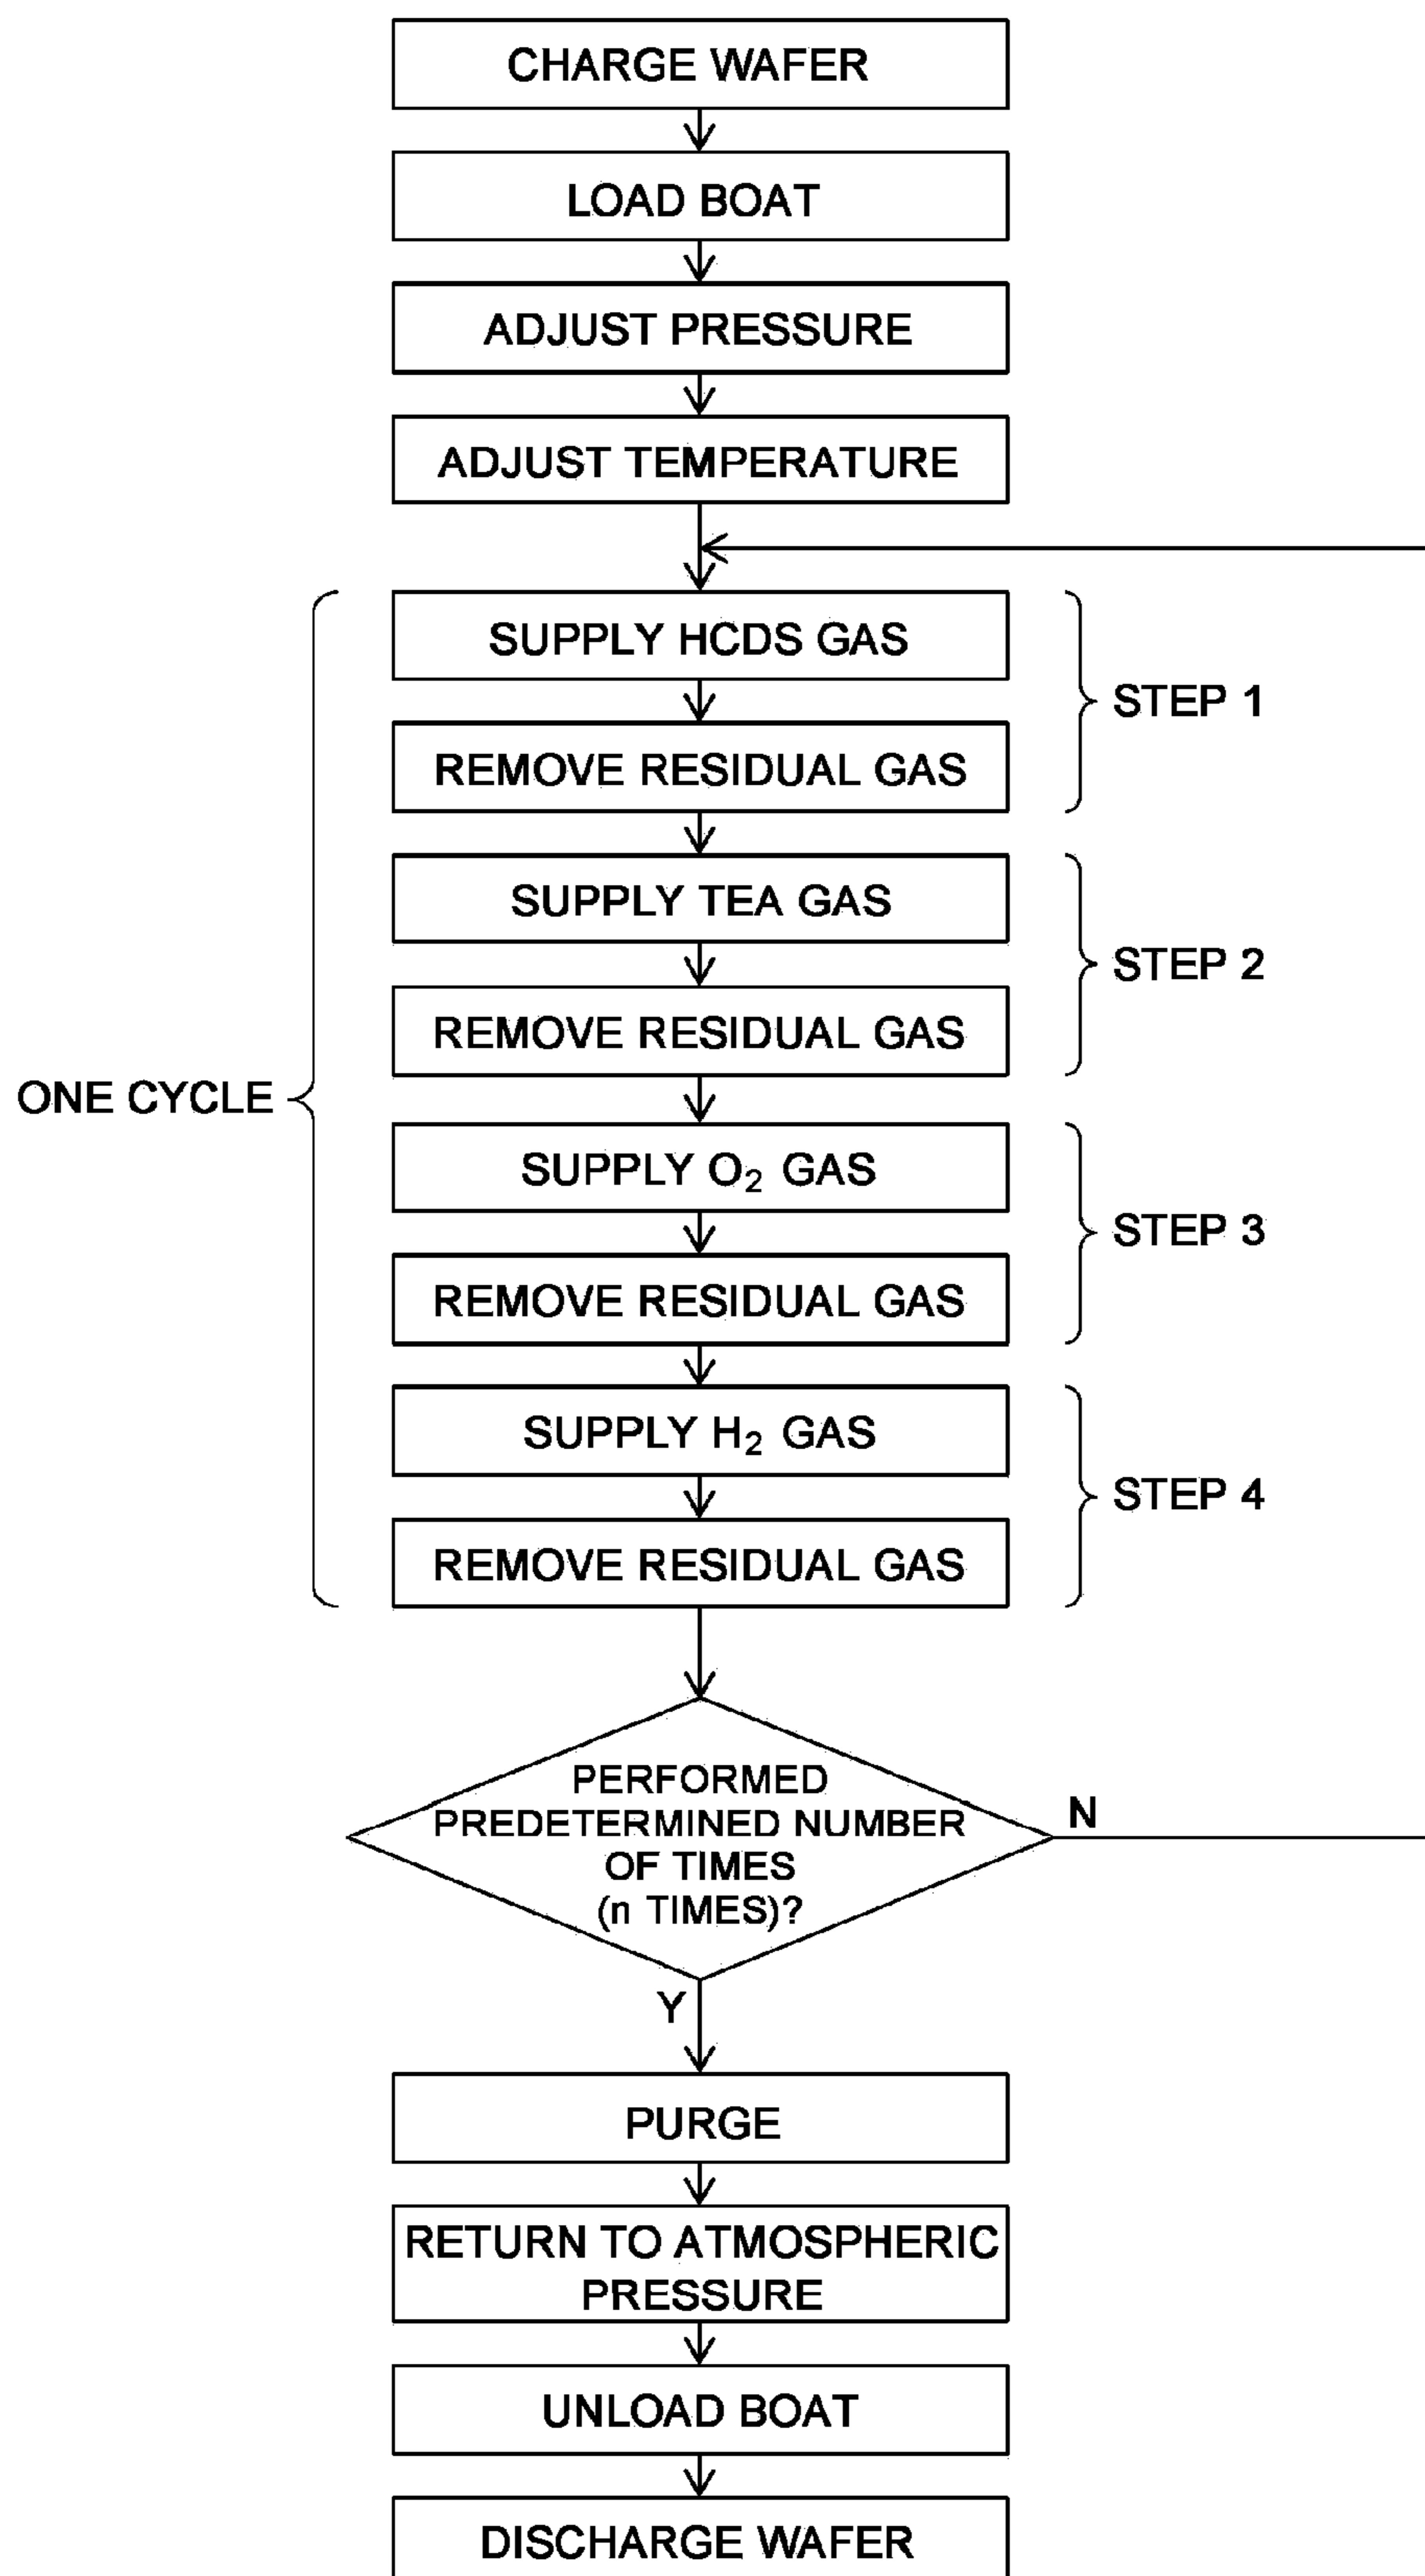 CHARGE WAFER
LOAD BOAT
ADJUST PRESSURE
ADJUST TEMPERATURE
SUPPLY HCDS GAS
STEP 1
REMOVE RESIDUAL GAS
SUPPLY TEA GAS
STEP 2
REMOVE RESIDUAL GAS
ONE CYCLE
SUPPLY O₂ GAS
STEP 3
REMOVE RESIDUAL GAS
SUPPLY H₂ GAS
STEP 4
REMOVE RESIDUAL GAS
PERFORMED
PREDETERMINED NUMBER
OF TIMES
(n TIMES)?
N
Y
PURGE
RETURN TO ATMOSPHERIC
PRESSURE
UNLOAD BOAT
DISCHARGE WAFER